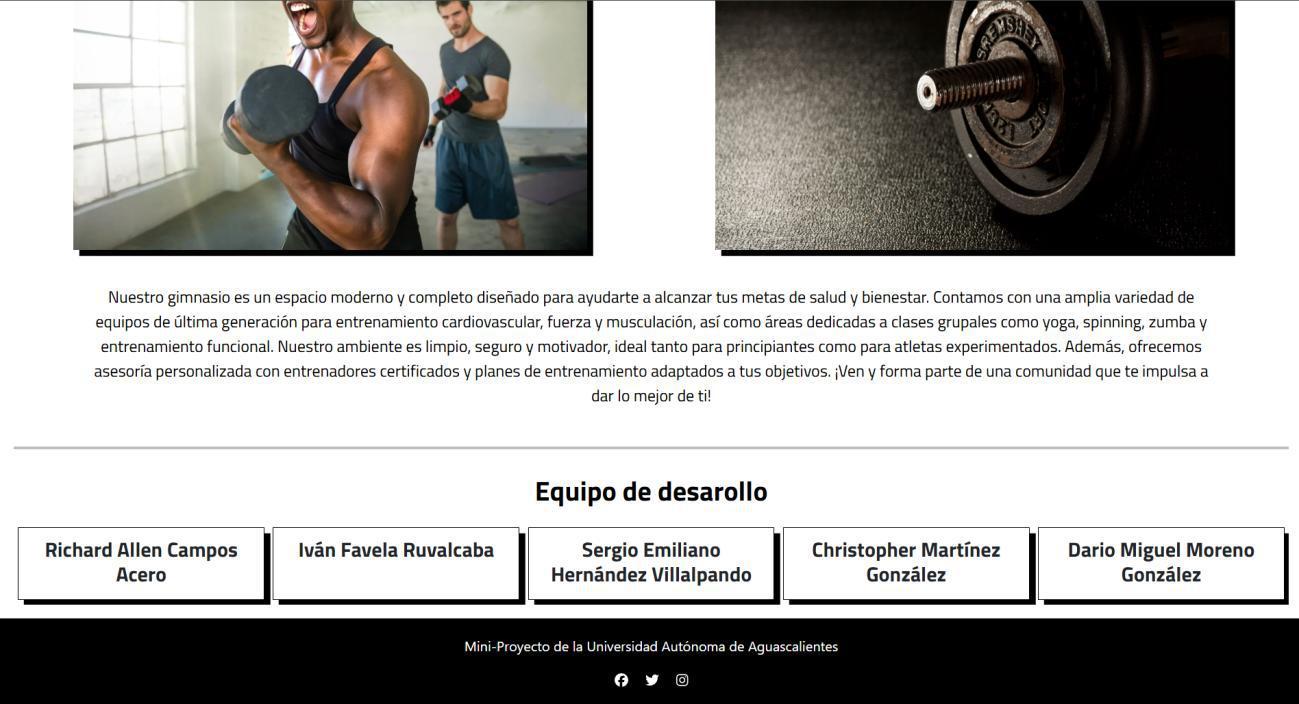 BREMSHEY
Nuestro gimnasio es un espacio moderno y completo diseñado para ayudarte a alcanzar tus metas de salud y bienestar. Contamos con una amplia variedad de
equipos de última generación para entrenamiento cardiovascular, fuerza y musculación, así como áreas dedicadas a clases grupales como yoga, spinning, zumba y
entrenamiento funcional. Nuestro ambiente es limpio, seguro y motivador, ideal tanto para principiantes como para atletas experimentados. Además, ofrecemos
asesoría personalizada con entrenadores certificados y planes de entrenamiento adaptados a tus objetivos. ¡Ven y forma parte de una comunidad que te impulsa a
dar lo mejor de ti!
Equipo de desarollo
Richard Allen Campos
Acero
Iván Favela Ruvalcaba
Sergio Emiliano
Hernández Villalpando
Christopher Martínez
González
Dario Miguel Moreno
González
Mini-Proyecto de la Universidad Autónoma de Aguascalientes